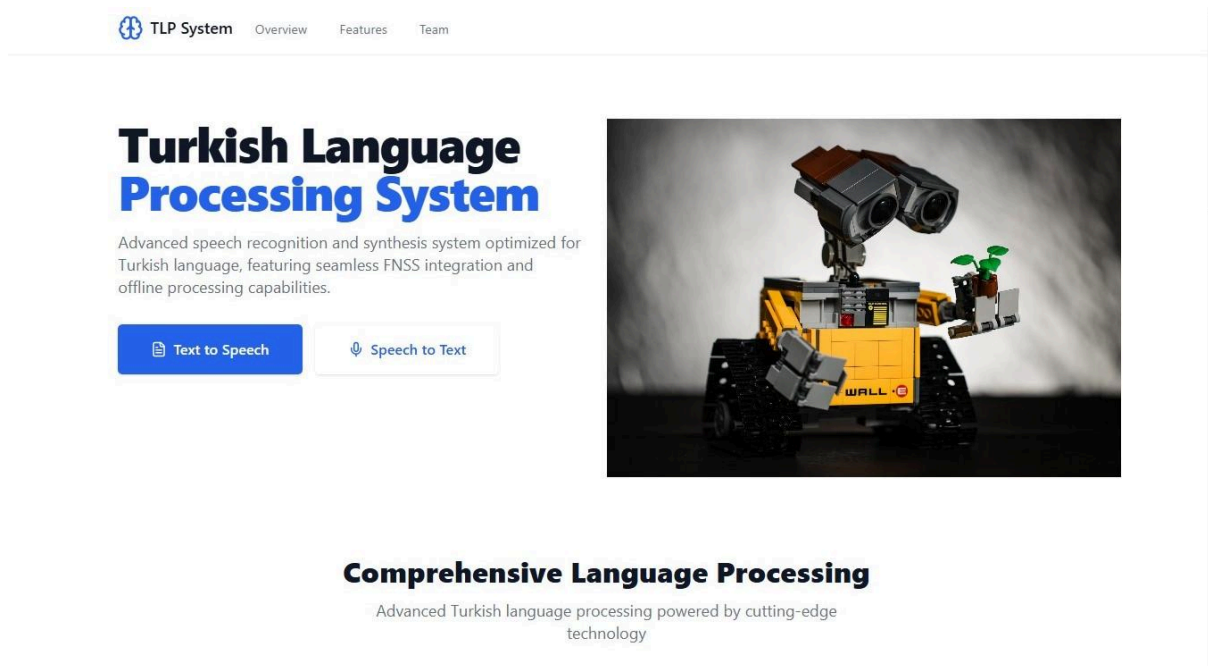 TLP System Overview Features Team
Turkish Language
Processing System
Advanced speech recognition and synthesis system optimized for
Turkish language, featuring seamless FNSS integration and
offline processing capabilities.
Text to Speech Speech to Text
WALL·E
Comprehensive Language Processing
Advanced Turkish language processing powered by cutting-edge
technology